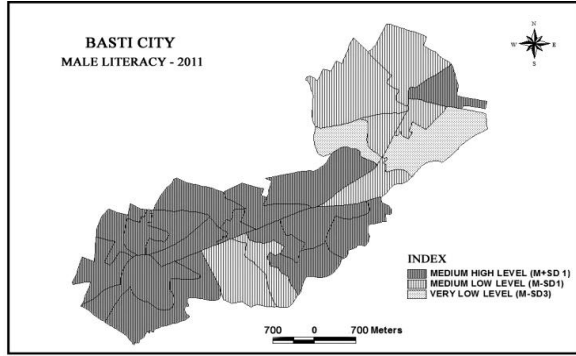 BASTI CITY
MALE LITERACY - 2011
N
W E
S
INDEX
MEDIUM HIGH LEVEL (M+SD 1)
MEDIUM LOW LEVEL (M-SD1)
VERY LOW LEVEL (M-SD3)
700 0 700 Meters